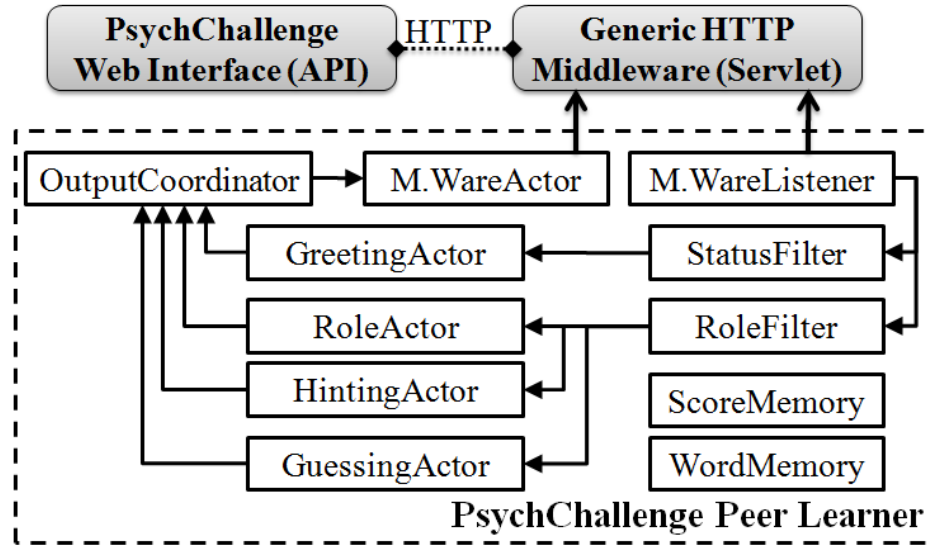 PsychChallenge
Web Interface (API)
HTTP
Generic HTTP
Middleware (Servlet)
OutputCoordinator
M.WareActor
M.WareListener
GreetingActor
StatusFilter
RoleActor
RoleFilter
HintingActor
ScoreMemory
GuessingActor
WordMemory
PsychChallenge Peer Learner